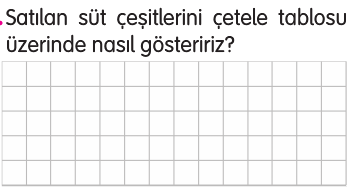 Satılan süt çeşitlerini çetele tablosu
üzerinde nasıl gösteririz?